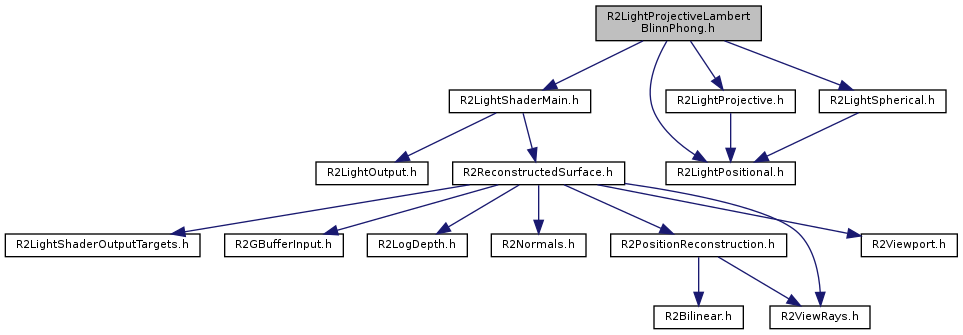 R2LightProjectiveLambert
BlinnPhong.h
R2LightShaderMain.h
R2LightProjective.h
R2LightSpherical.h
R2LightOutput.h
R2ReconstructedSurface.h
R2LightPositional.h
R2LightShaderOutputTargets.h
R2GBufferInput.h
R2LogDepth.h
R2Normals.h
R2PositionReconstruction.h
R2Viewport.h
R2Bilinear.h
R2ViewRays.h